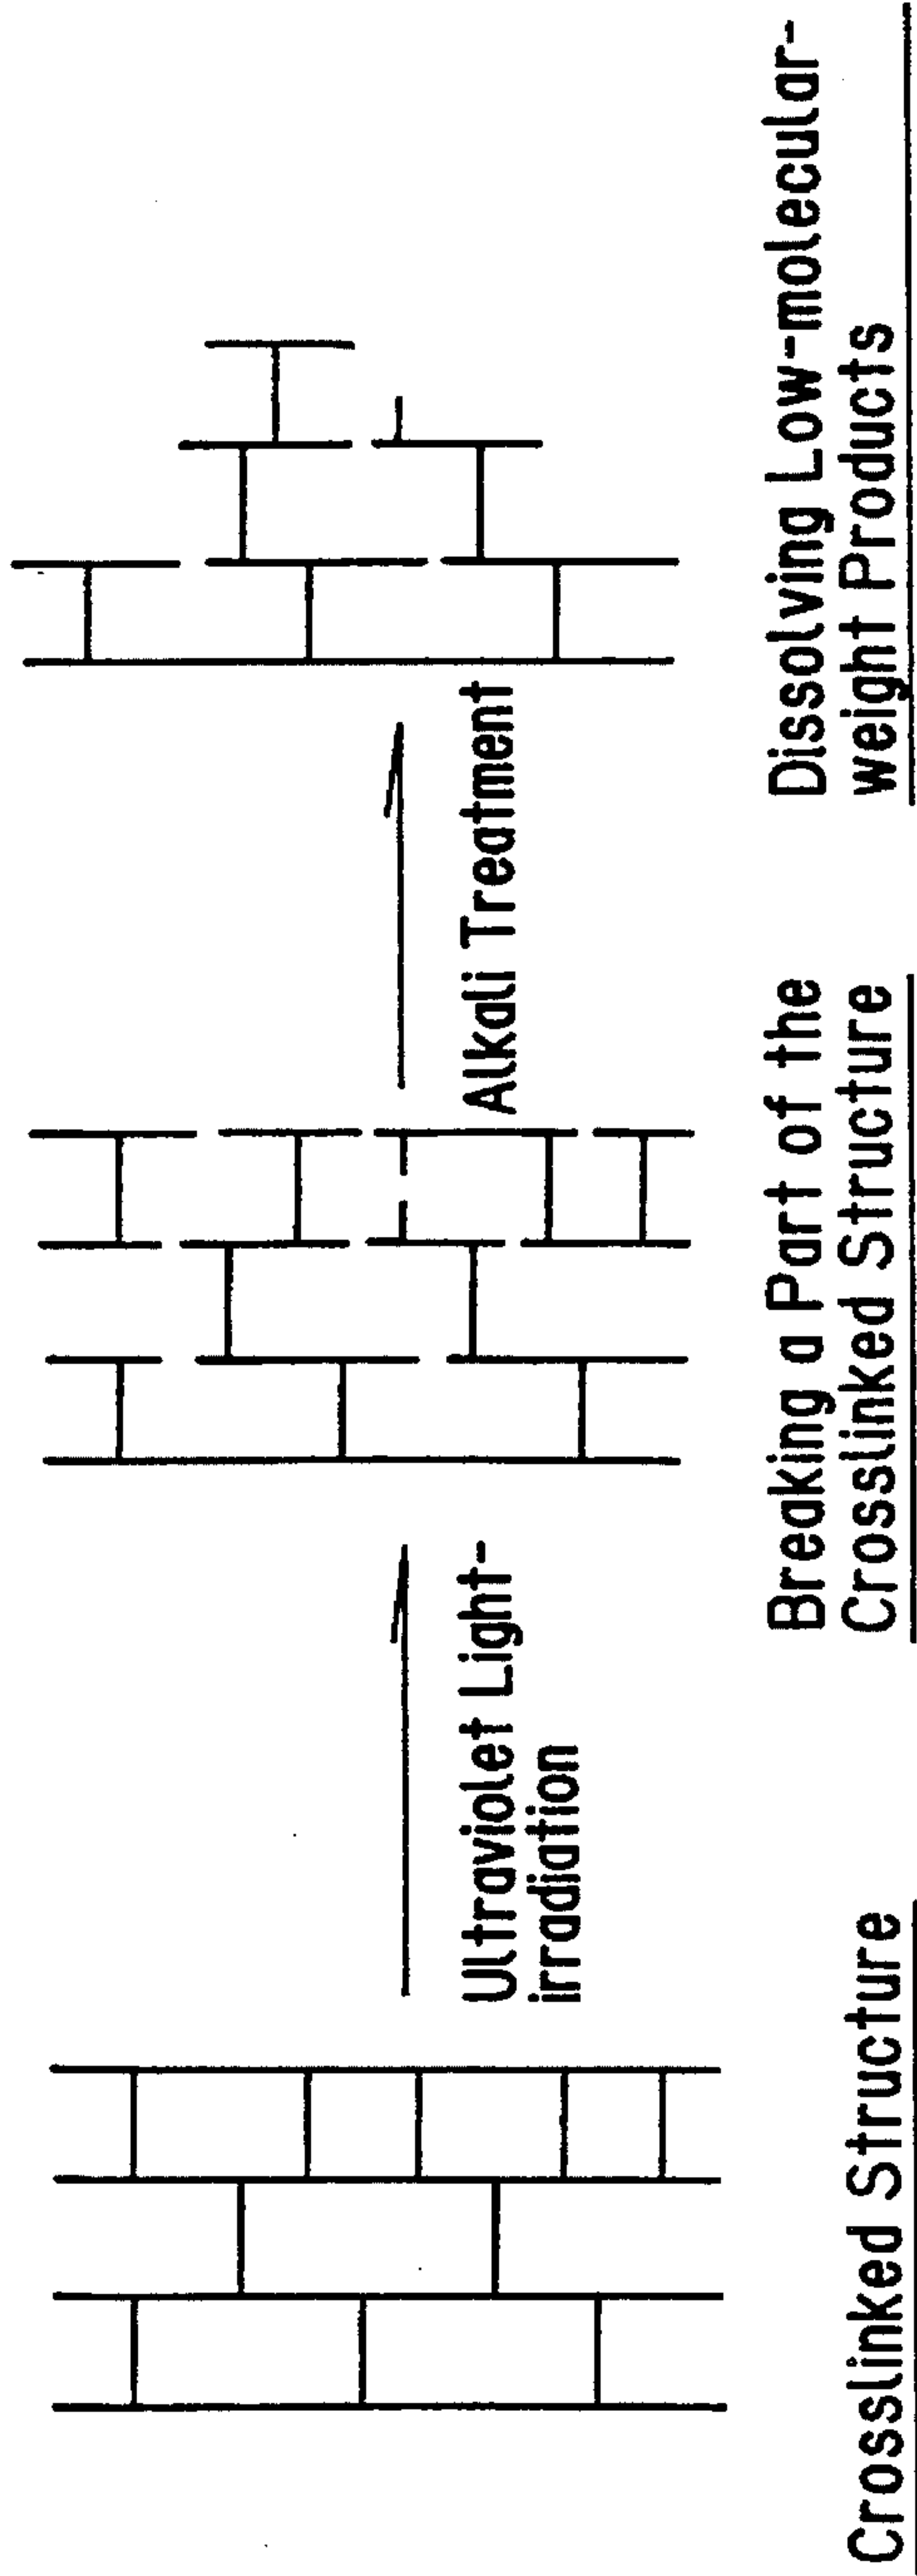 Crosslinked Structure
Ultraviolet Light-
irradiation
Breaking a Part of the
Crosslinked Structure
Alkali Treatment
Dissolving Low-molecular-
weight Products